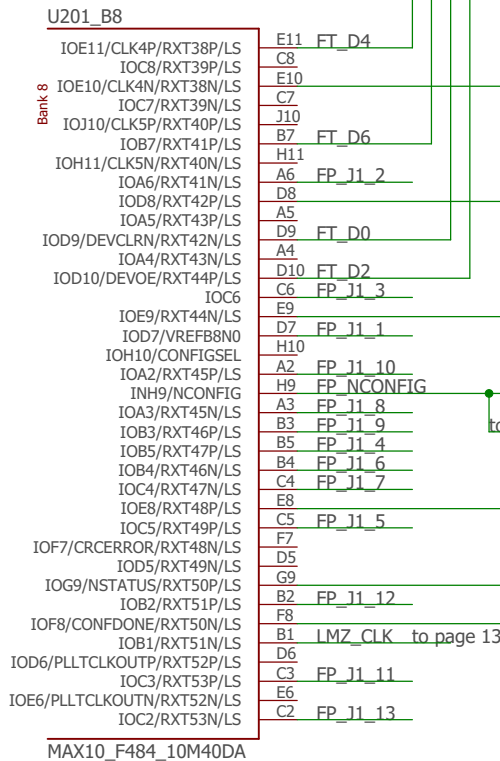 U201_B8
Bank 8
IOE11/CLK4P/RXT38P/LS E11 FT_D4
IOC8/RXT39P/LS C8
IOE10/CLK4N/RXT38N/LS E10
IOC7/RXT39N/LS C7
IOJ10/CLK5P/RXT40P/LS J10
IOB7/RXT41P/LS B7 FT_D6
IOH11/CLK5N/RXT40N/LS H11
IOA6/RXT41N/LS A6 FP_J1_2
IOD8/RXT42P/LS D8
IOA5/RXT43P/LS A5
IOD9/DEVCLRN/RXT42N/LS D9 FT_D0
IOA4/RXT43N/LS A4
IOD10/DEVOE/RXT44P/LS D10 FT_D2
IOC6 C6 FP_J1_3
IOE9/RXT44N/LS E9
IOD7/VREFB8N0 D7 FP_J1_1
IOH10/CONFIGSEL H10
IOA2/RXT45P/LS A2 FP_J1_10
INH9/NCONFIG H9 FP_NCONFIG
IOA3/RXT45N/LS A3 FP_J1_8
IOB3/RXT46P/LS B3 FP_J1_9 to
IOB5/RXT47P/LS B5 FP_J1_4
IOB4/RXT46N/LS B4 FP_J1_6
IOC4/RXT47N/LS C4 FP_J1_7
IOE8/RXT48P/LS E8
IOC5/RXT49P/LS C5 FP_J1_5
IOF7/CRCERROR/RXT48N/LS F7
IOD5/RXT49N/LS D5
IOG9/NSTATUS/RXT50P/LS G9
IOB2/RXT51P/LS B2 FP_J1_12
IOF8/CONFDONE/RXT50N/LS F8
IOB1/RXT51N/LS B1 LMZ_CLK to page 13
IOD6/PLLTCLKOUTP/RXT52P/LS D6
IOC3/RXT53P/LS C3 FP_J1_11
IOE6/PLLTCLKOUTN/RXT52N/LS E6
IOC2/RXT53N/LS C2 FP_J1_13
MAX10_F484_10M40DA